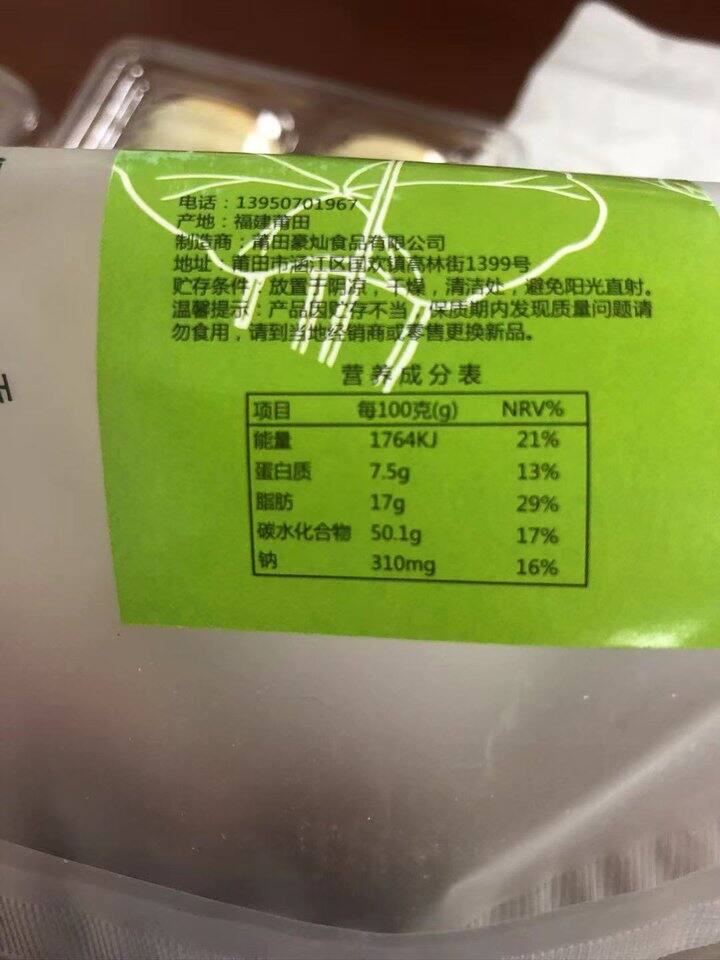 电话：13950701967
产地：福建莆田
制造商：莆田豪灿食品有限公司
地址：莆田市涵江区国欢镇高林街1399号
贮存条件：放置于阴凉，干燥，清洁处，避免阳光直射。
温馨提示：产品因贮存不当，保质期内发现质量问题请
勿食用，请到当地经销商或零售更换新品。
营养成分表
项目 每100克(g) NRV%
能量 1764KJ 21%
蛋白质 7.5g 13%
脂肪 17g 29%
碳水化合物 50.1g 17%
钠 310mg 16%